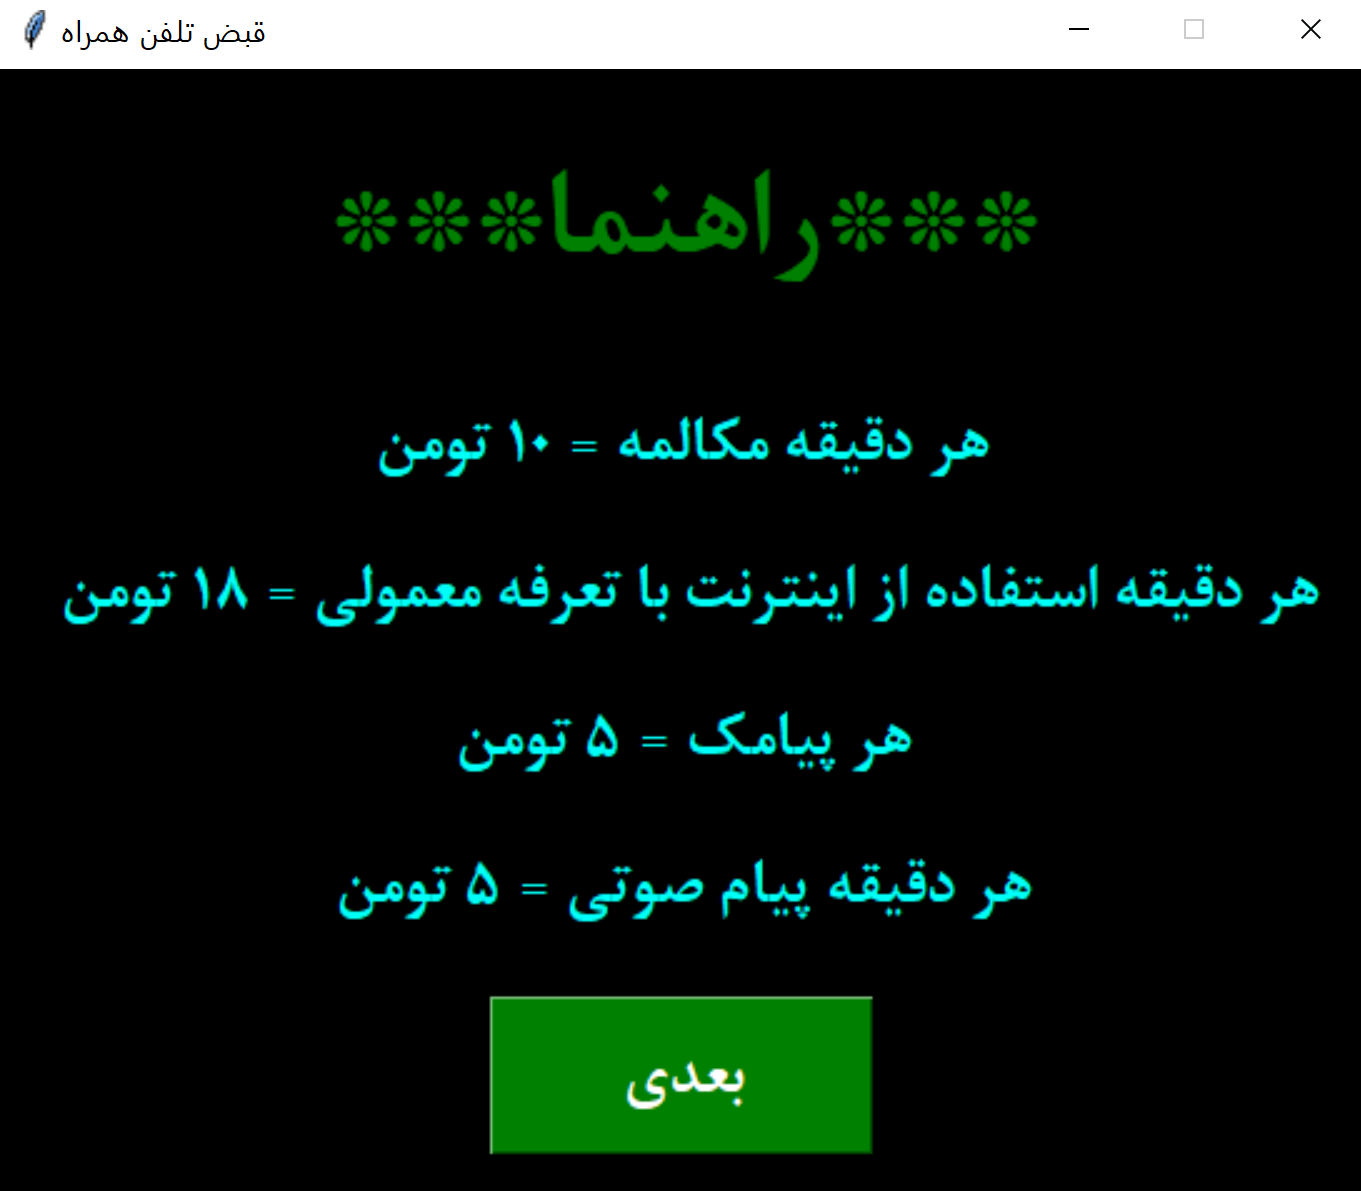 قبض تلفن همراه
***راهنما***
هر دقیقه مکالمه = ۱۰ تومن
هر دقیقه استفاده از اینترنت با تعرفه معمولی = ۱۸ تومن
هر پیامک = ۵ تومن
هر دقیقه پیام صوتی = ۵ تومن
بعدی